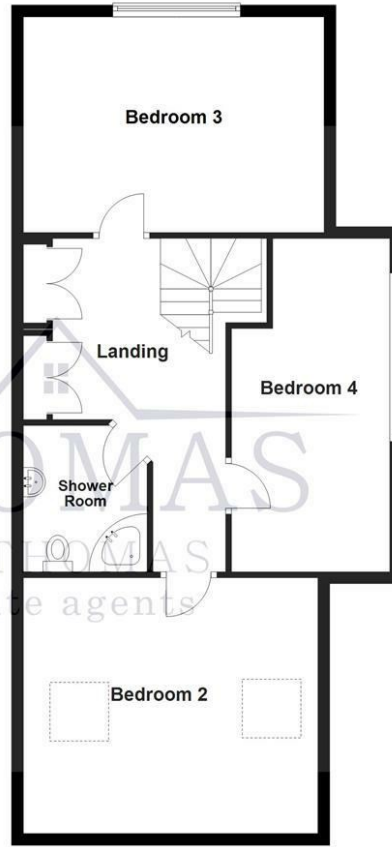 Bedroom 3
Landing
Bedroom 4
Shower
Room
OMAS
THOMAS
te agents
Bedroom 2